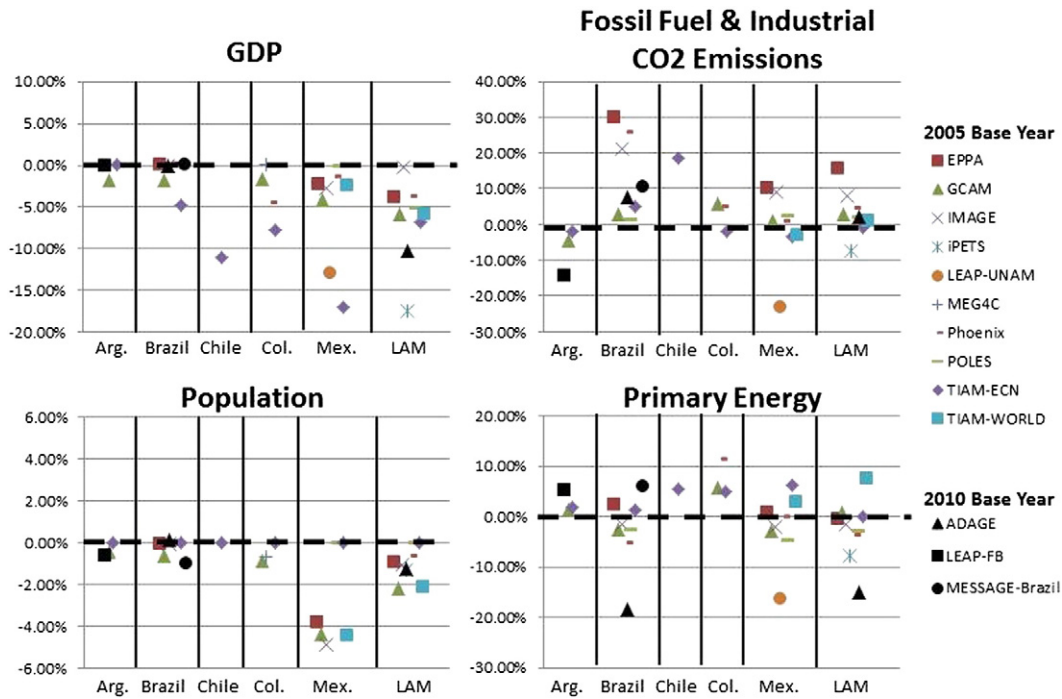 GDP
10.00%
5.00%
0.00%
-5.00%
-10.00%
-15.00%
-20.00%
Arg. Brazil Chile Col. Mex. LAM
Fossil Fuel & Industrial
CO2 Emissions
40.00%
30.00%
20.00%
10.00%
0.00%
-10.00%
-20.00%
-30.00%
Arg. Brazil Chile Col. Mex. LAM
Population
6.00%
4.00%
2.00%
0.00%
-2.00%
-4.00%
-6.00%
Arg. Brazil Chile Col. Mex. LAM
Primary Energy
20.00%
10.00%
0.00%
-10.00%
-20.00%
-30.00%
Arg. Brazil Chile Col. Mex. LAM
2005 Base Year
EPPA
GCAM
IMAGE
iPETS
LEAP-UNAM
MEG4C
Phoenix
POLES
TIAM-ECN
TIAM-WORLD
2010 Base Year
ADAGE
LEAP-FB
MESSAGE-Brazil